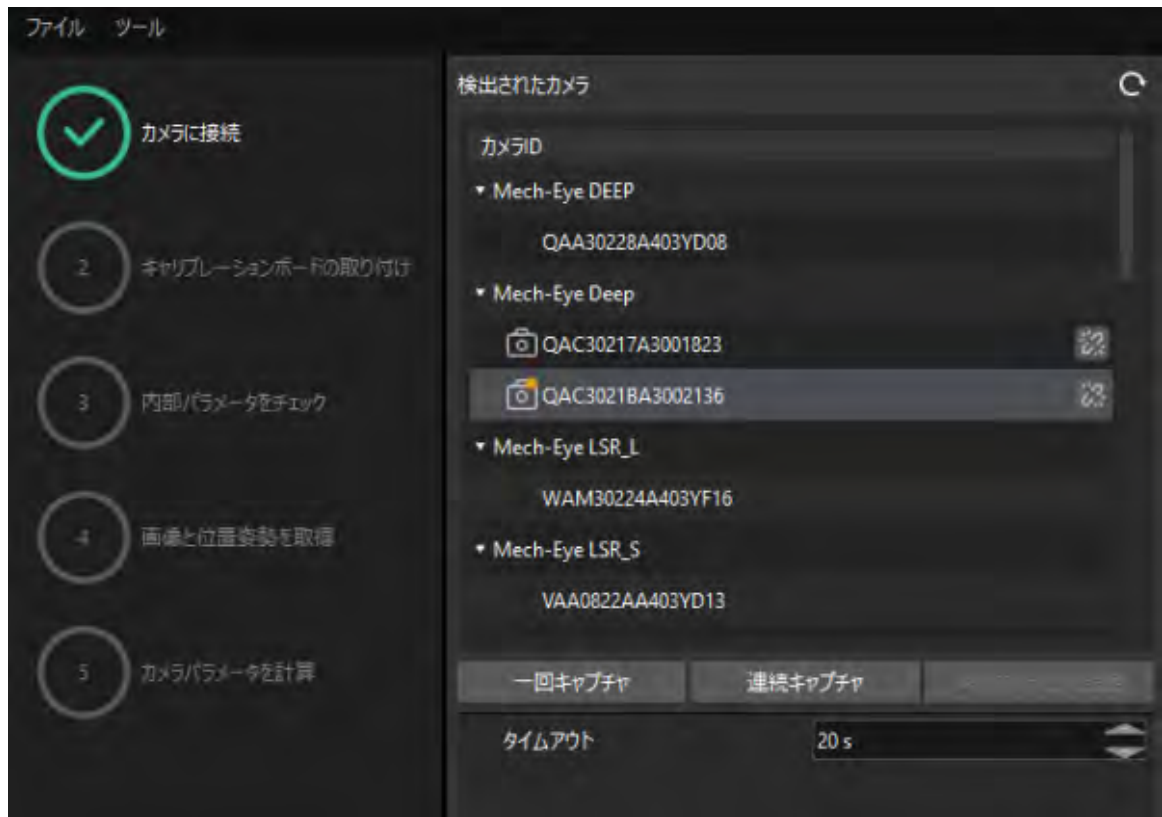 ファイル ツール
カメラに接続
2 キャリブレーションボードの取り付け
3 内部パラメータをチェック
4 画像と位置姿勢を取得
5 カメラパラメータを計算
検出されたカメラ
カメラID
Mech-Eye DEEP
QAA30228A403YD08
Mech-Eye Deep
QAC30217A3001823
QAC3021BA3002136
Mech-Eye LSR_L
WAM30224A403YF16
Mech-Eye LSR_S
VAA0822AA403YD13
一回キャプチャ 連続キャプチャ
タイムアウト 20 s